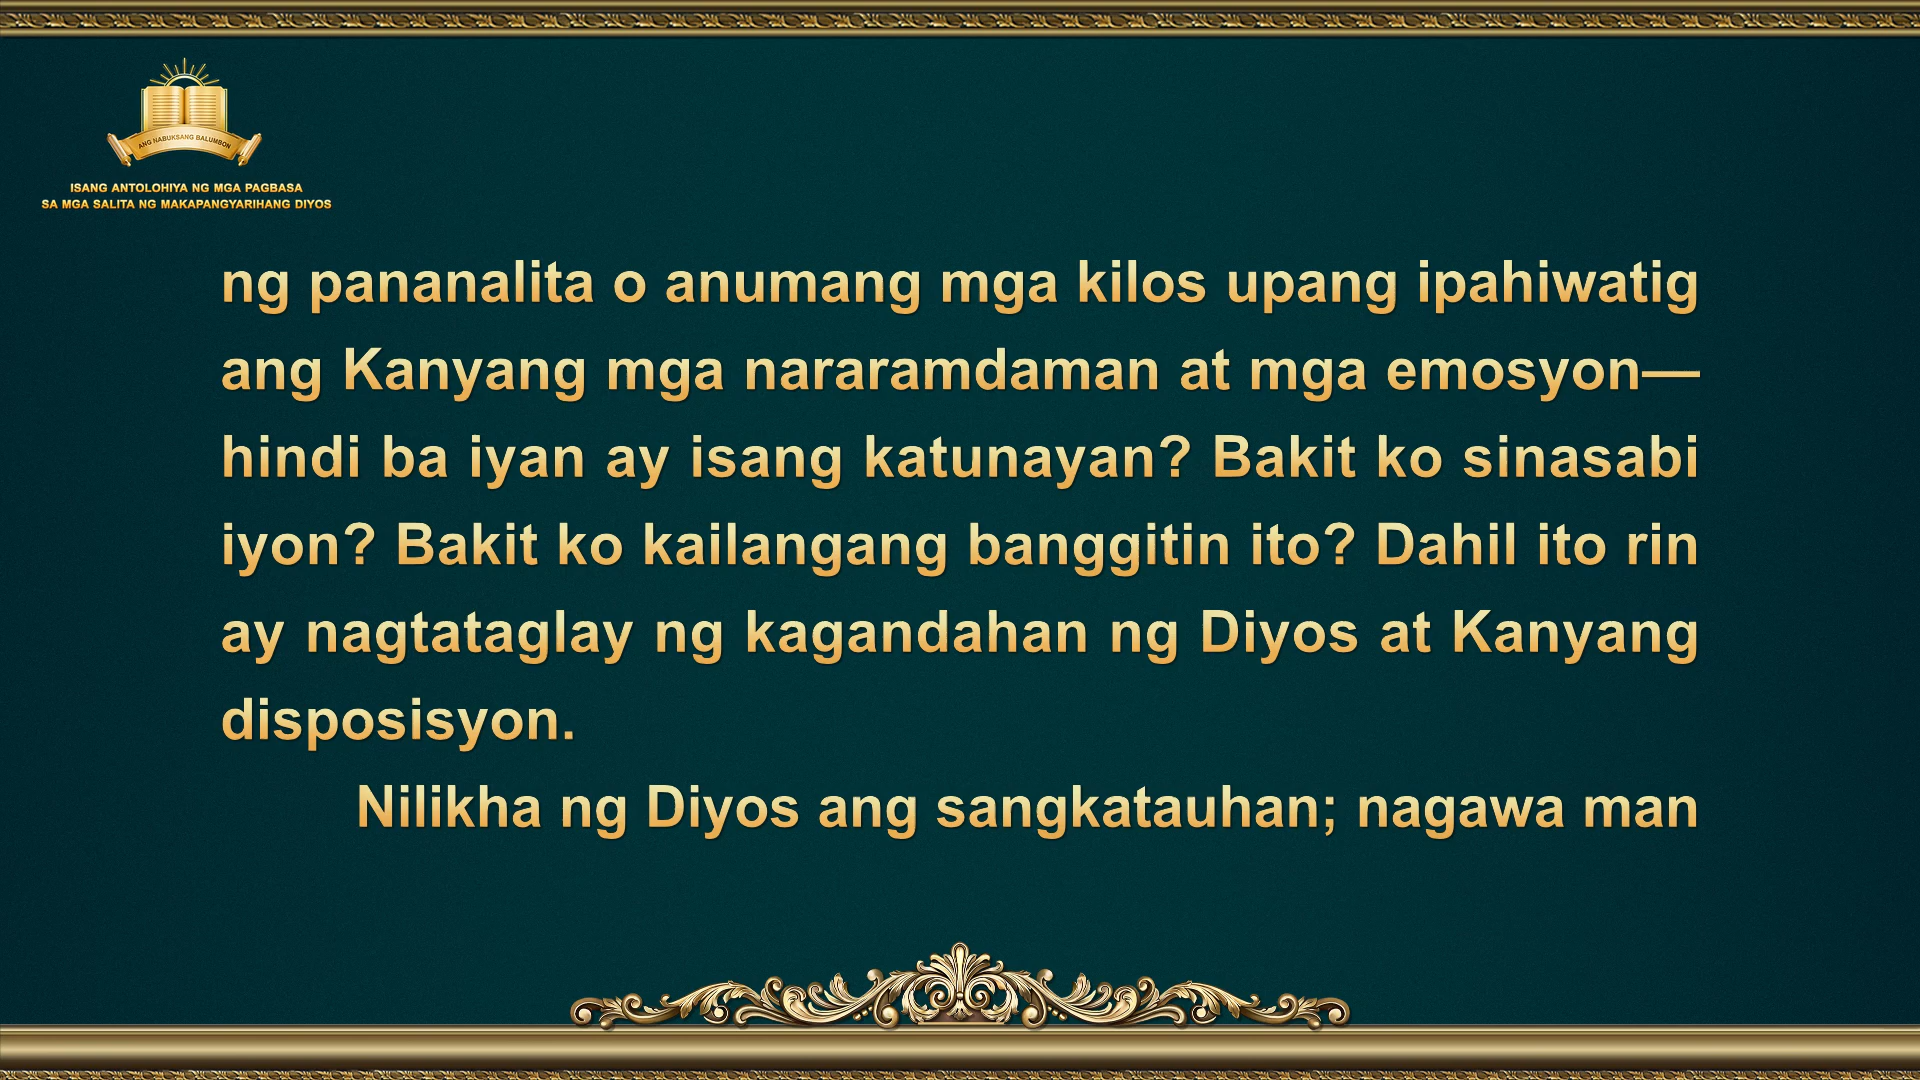 ANG NABUKSANG BALUMBON
ISANG ANTOLOHIYA NG MGA PAGBASA
SA MGA SALITA NG MAKAPANGYARIHANG DIYOS
ng pananalita o anumang mga kilos upang ipahiwatig
ang Kanyang mga nararamdaman at mga emosyon—
hindi ba iyan ay isang katunayan? Bakit ko sinasabi
iyon? Bakit ko kailangang banggitin ito? Dahil ito rin
ay nagtataglay ng kagandahan ng Diyos at Kanyang
disposisyon.
Nilikha ng Diyos ang sangkatauhan; nagawa man